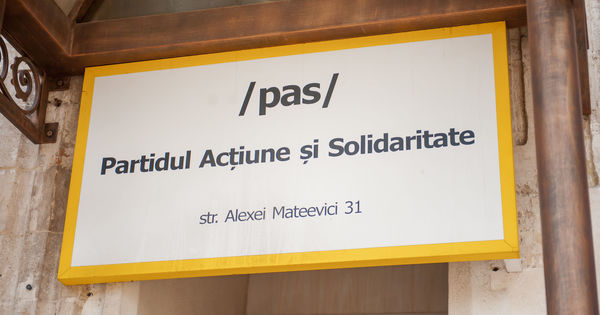 /pas/
Partidul Acțiune și Solidaritate
str. Alexei Mateevici 31